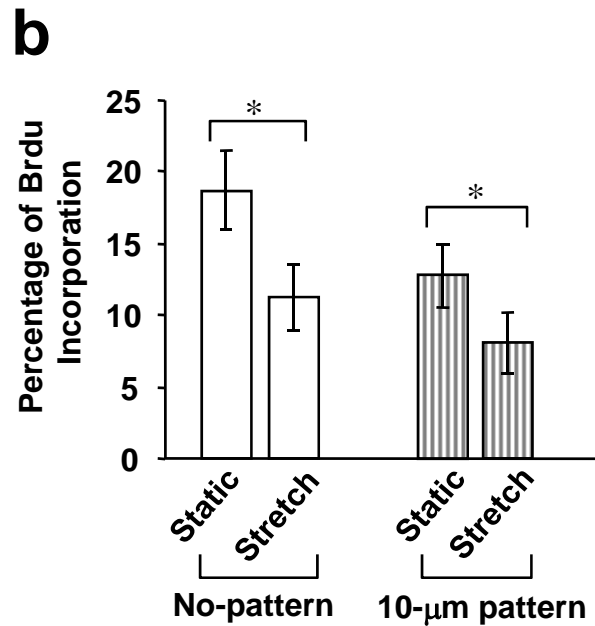 b
Percentage of Brdu
Incorporation
25
20
15
10
5
0
*
*
Static
Stretch
Static
Stretch
No-pattern
10-μm pattern